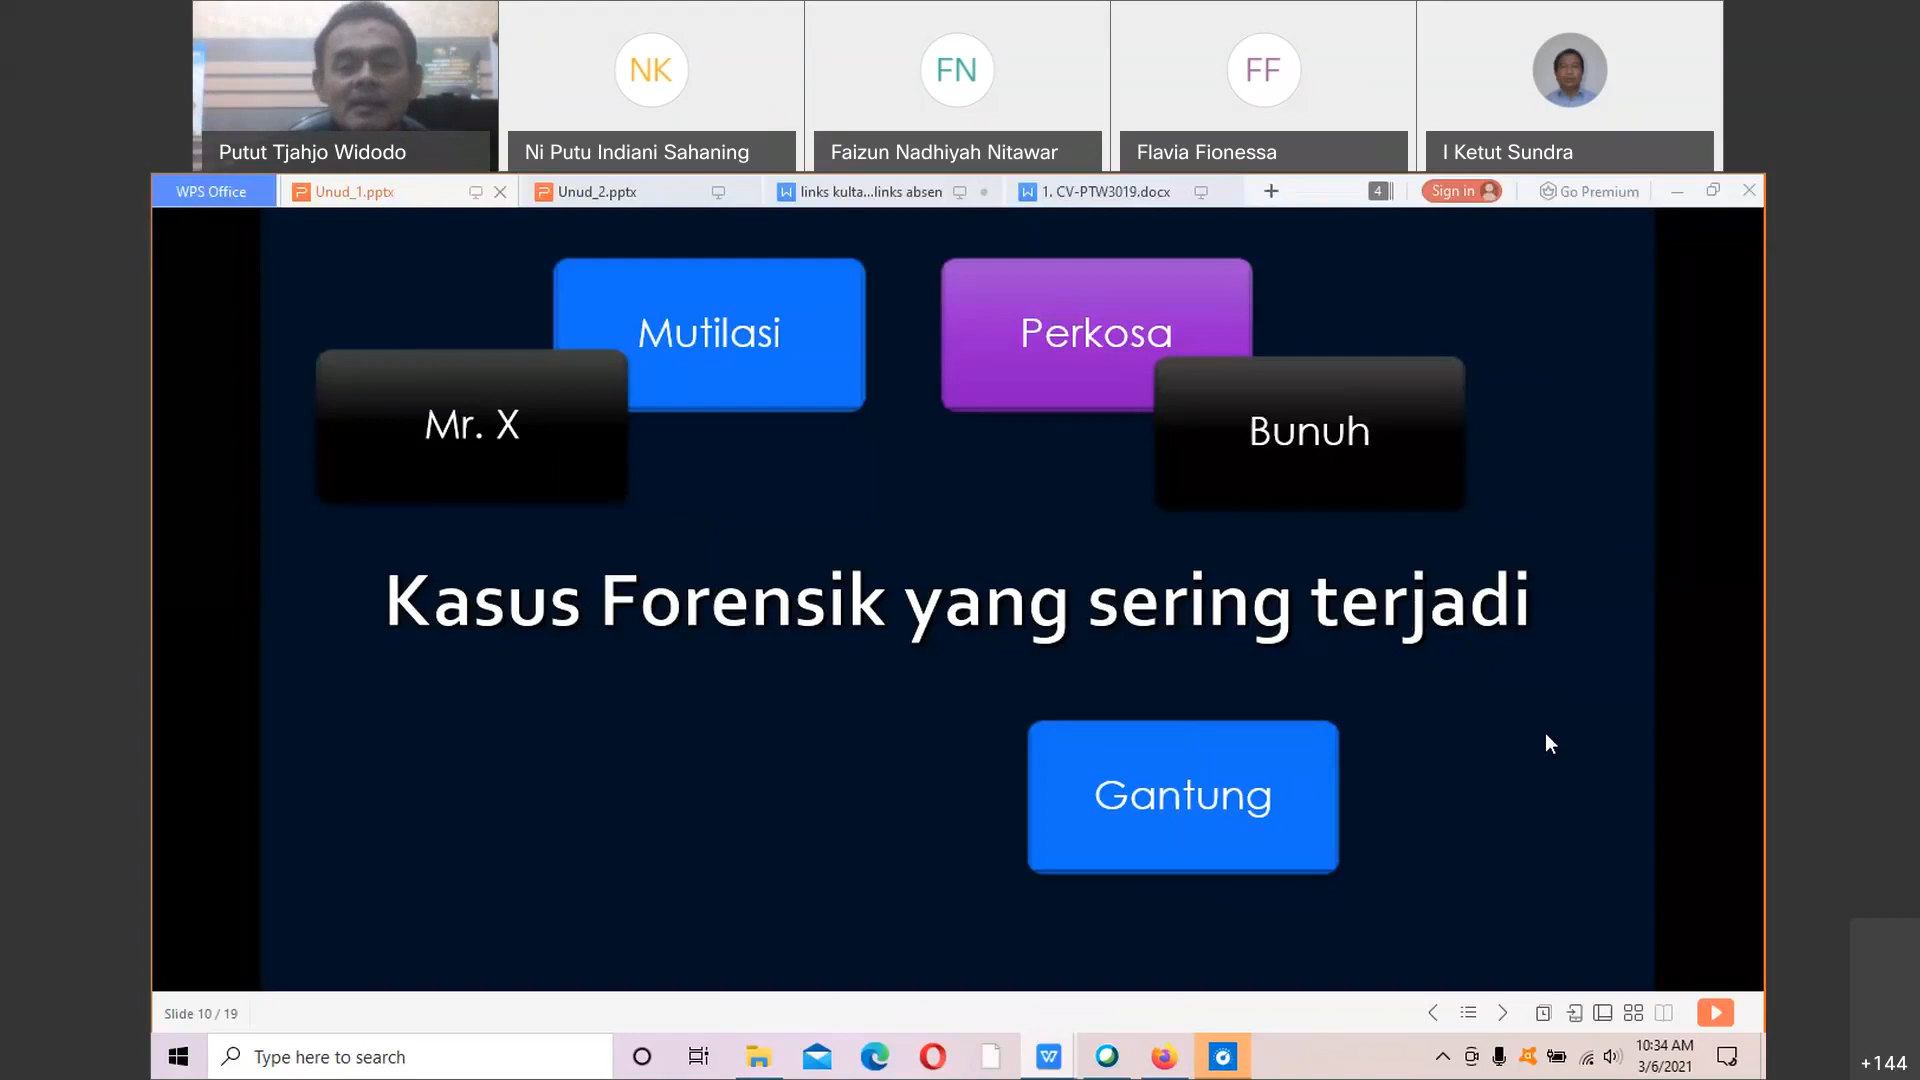 NK
FN
FF
Putut Tjahjo Widodo
Ni Putu Indiani Sahaning
Faizun Nadhiyah Nitawar
Flavia Fionessa
I Ketut Sundra
WPS Office
Unud_1.pptx
Unud_2.pptx
links kulta...links absen
1. CV-PTW3019.docx
4
Sign in
Go Premium
Mutilasi
Perkosa
Mr. X
Bunuh
Kasus Forensik yang sering terjadi
Gantung
Slide 10 / 19
Type here to search
10:34 AM
3/6/2021
+144